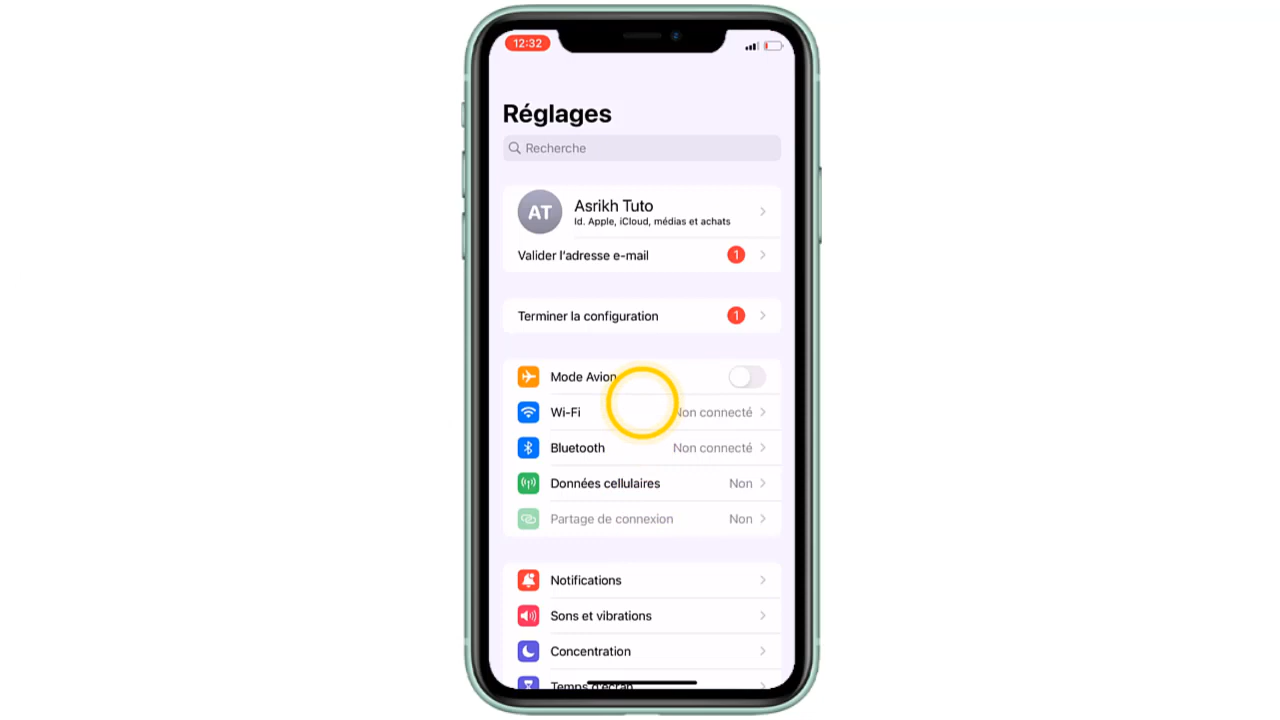 12:32
Réglages
Recherche
AT
Asrikh Tuto
Id. Apple, iCloud, médias et achats
Valider l'adresse e-mail 1
Terminer la configuration 1
Mode Avion
Wi-Fi Non connecté
Bluetooth Non connecté
Données cellulaires Non
Partage de connexion Non
Notifications
Sons et vibrations
Concentration
Temps d'écran